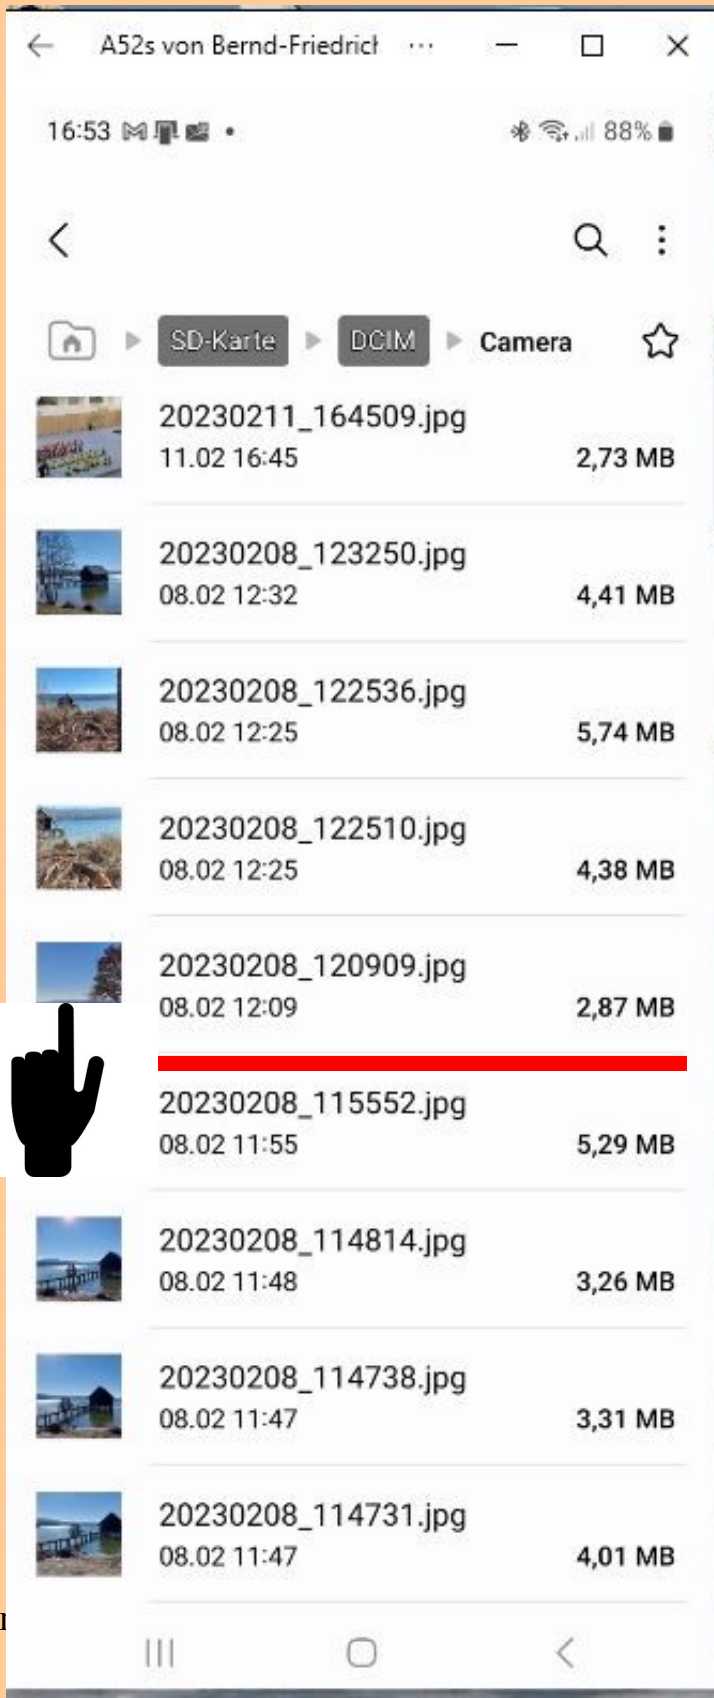 A52s von Bernd-Friedrich ...
16:53 88%
SD-Karte DCIM Camera
20230211_164509.jpg
11.02 16:45 2,73 MB
20230208_123250.jpg
08.02 12:32 4,41 MB
20230208_122536.jpg
08.02 12:25 5,74 MB
20230208_122510.jpg
08.02 12:25 4,38 MB
20230208_120909.jpg
08.02 12:09 2,87 MB
20230208_115552.jpg
08.02 11:55 5,29 MB
20230208_114814.jpg
08.02 11:48 3,26 MB
20230208_114738.jpg
08.02 11:47 3,31 MB
20230208_114731.jpg
08.02 11:47 4,01 MB